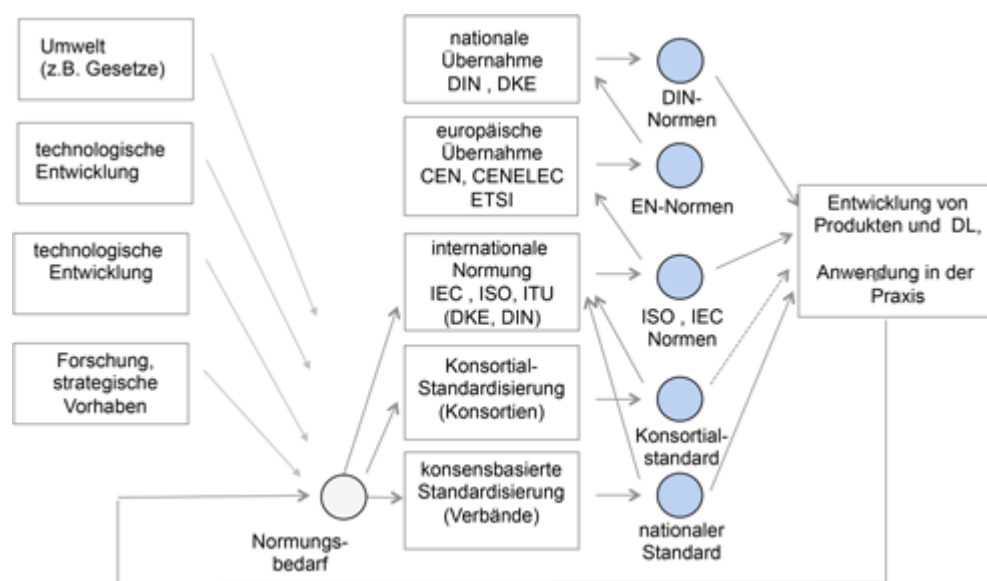 Umwelt
(z.B. Gesetze)
technologische
Entwicklung
technologische
Entwicklung
Forschung,
strategische
Vorhaben
Normungs-
bedarf
nationale
Übernahme
DIN , DKE
europäische
Übernahme
CEN, CENELEC
ETSI
internationale
Normung
IEC , ISO, ITU
(DKE, DIN)
Konsortial-
Standardisierung
(Konsortien)
konsensbasierte
Standardisierung
(Verbände)
DIN-
Normen
EN-Normen
ISO , IEC
Normen
Konsortial-
standard
nationaler
Standard
Entwicklung von
Produkten und DL,
Anwendung in der
Praxis